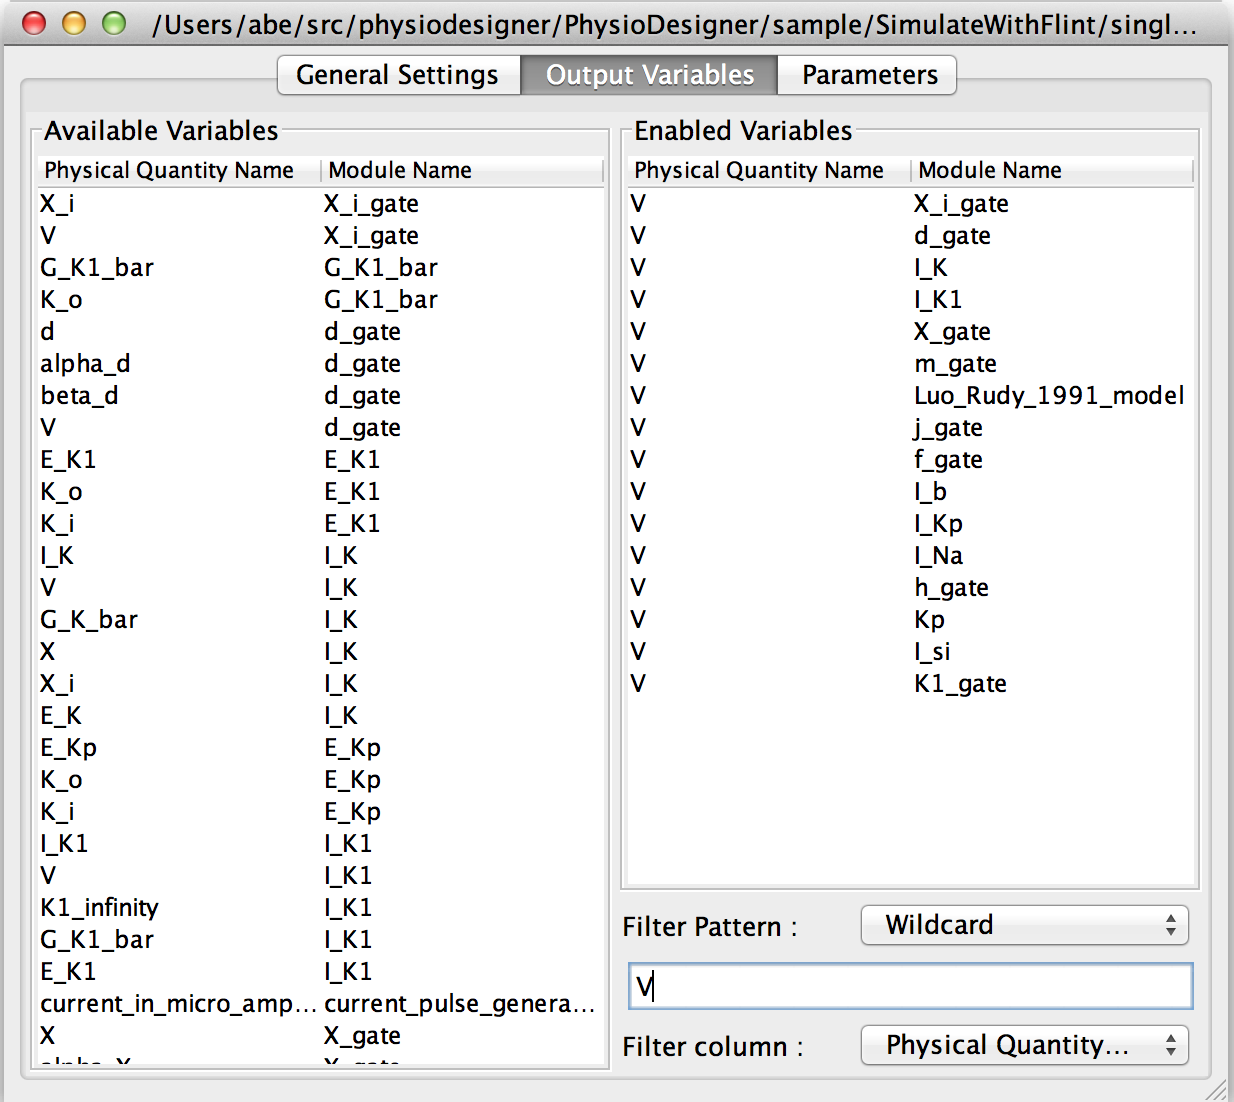 /Users/abe/src/physiodesigner/PhysioDesigner/sample/SimulateWithFlint/singl...
General Settings Output Variables Parameters
Available Variables
Physical Quantity Name Module Name
X_i X_i_gate
V X_i_gate
G_K1_bar G_K1_bar
K_o G_K1_bar
d d_gate
alpha_d d_gate
beta_d d_gate
V d_gate
E_K1 E_K1
K_o E_K1
K_i E_K1
I_K I_K
V I_K
G_K_bar I_K
X I_K
X_i I_K
E_K I_K
E_Kp E_Kp
K_o E_Kp
K_i E_Kp
I_K1 I_K1
V I_K1
K1_infinity I_K1
G_K1_bar I_K1
E_K1 I_K1
current_in_micro_amp... current_pulse_genera...
X X_gate
alpha_X X_gate
Enabled Variables
Physical Quantity Name Module Name
V X_i_gate
V d_gate
V I_K
V I_K1
V X_gate
V m_gate
V Luo_Rudy_1991_model
V j_gate
V f_gate
V I_b
V I_Kp
V I_Na
V h_gate
V Kp
V I_si
V K1_gate
Filter Pattern : Wildcard
V
Filter column : Physical Quantity...